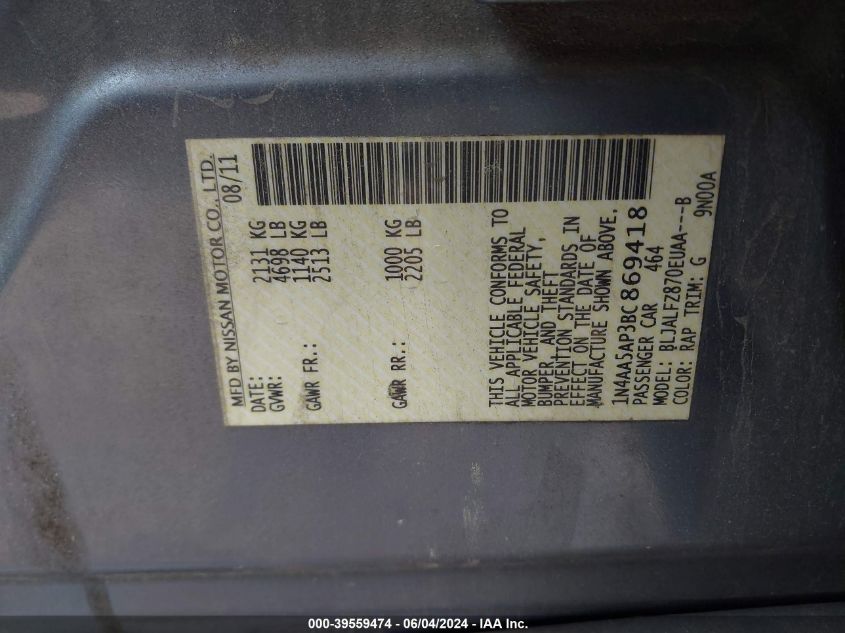 MFD BY NISSAN MOTOR CO., LTD.
DATE: 08/11
GVWR: 2131 KG
4698 LB
GAWR FR.: 1140 KG
2513 LB
GAWR RR.: 1000 KG
2205 LB
THIS VEHICLE CONFORMS TO
ALL APPLICABLE FEDERAL
MOTOR VEHICLE SAFETY,
BUMPER, AND THEFT
PREVENTION STANDARDS IN
EFFECT ON THE DATE OF
MANUFACTURE SHOWN ABOVE.
1N4AA5AP3BC869418
PASSENGER CAR 464
MODEL: BLJALFZ870EUAA---B
COLOR: RAP TRIM: G 9N00A
000-39559474 - 06/04/2024 - IAA Inc.